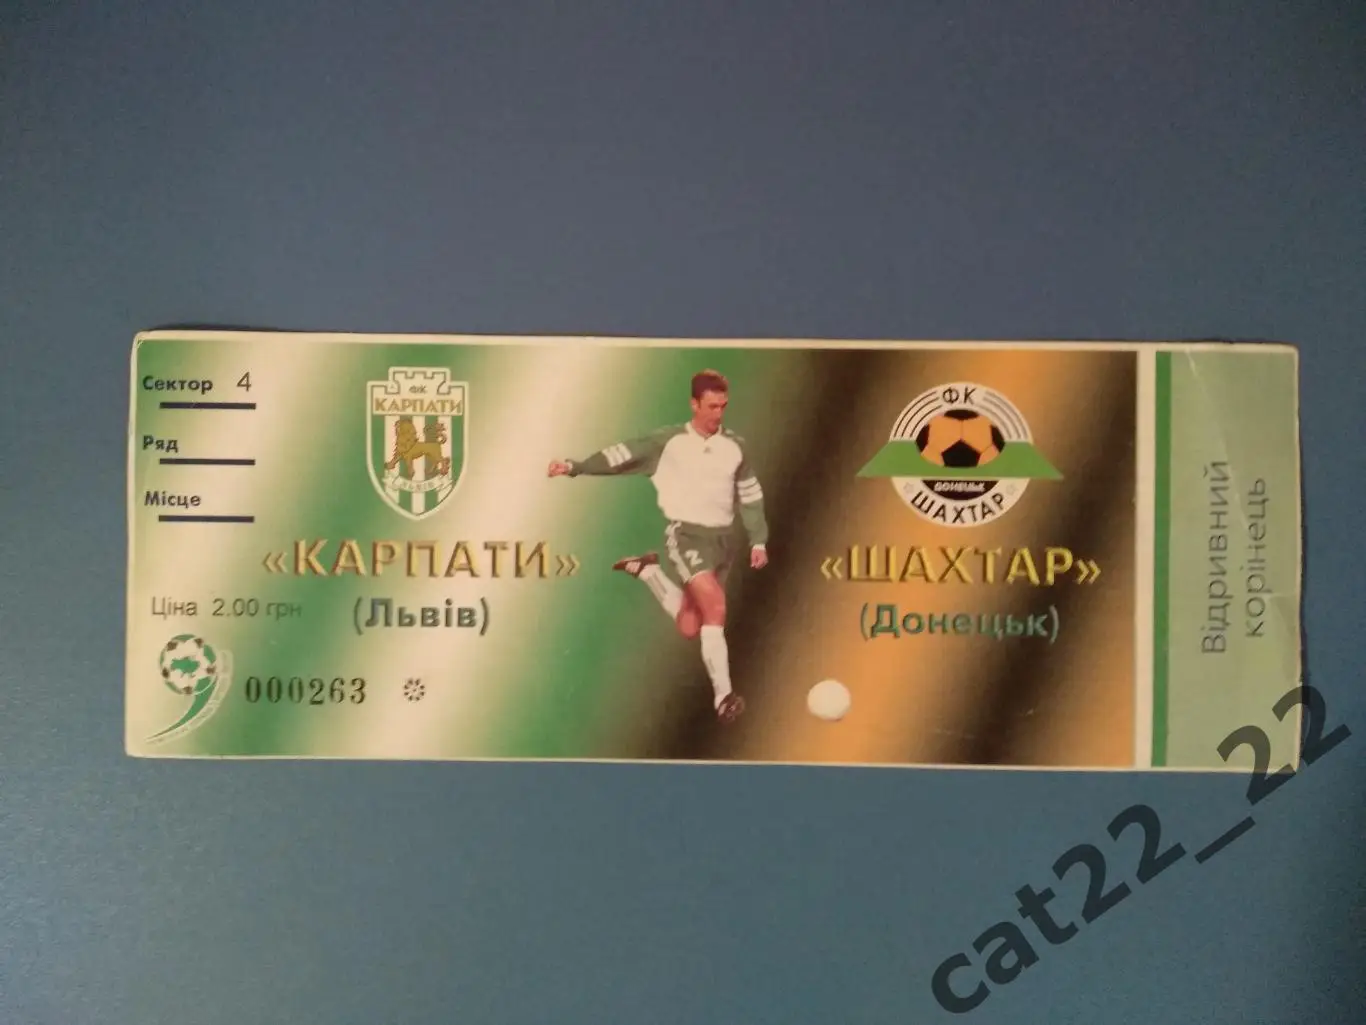 Сектор 4
Ряд
Місце
ФК
КАРПАТИ
ЛЬВІВ
«КАРПАТИ»
(Львів)
Ціна 2.00 грн
000263
2
ФК
ДОНЕЦЬК
ШАХТАР
«ШАХТАР»
(Донецьк)
Відривний
корінець
cat22_22